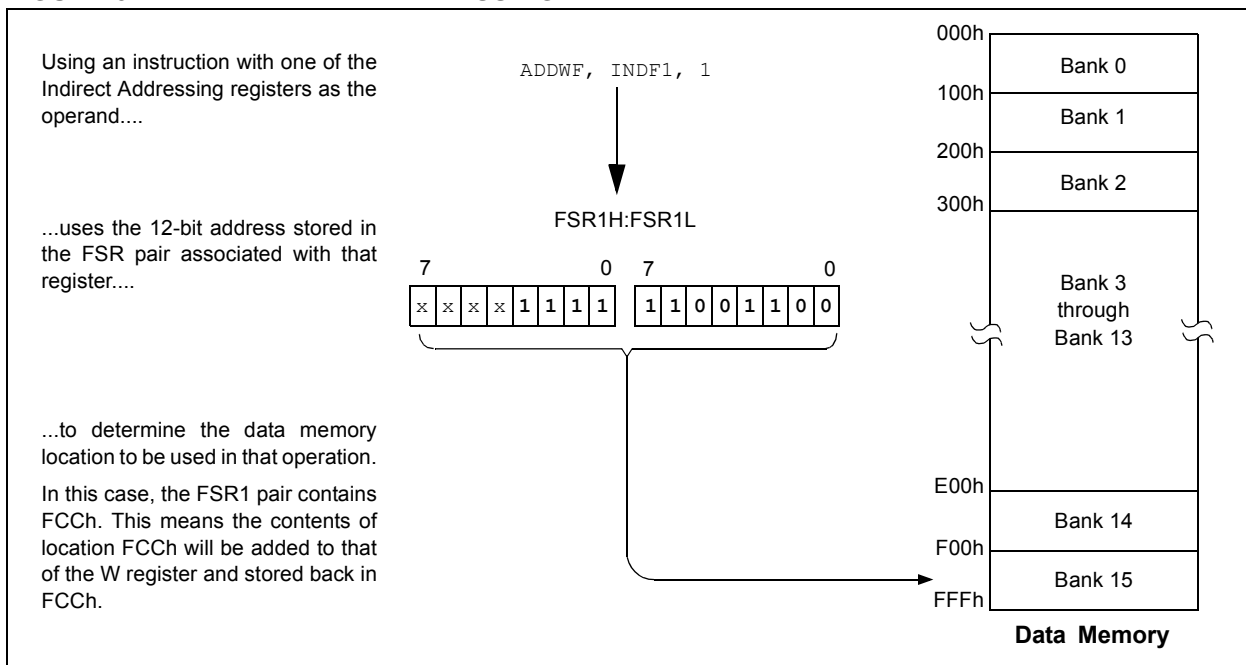 Using an instruction with one of the
Indirect Addressing registers as the
operand....
ADDWF, INDF1, 1
...uses the 12-bit address stored in
the FSR pair associated with that
register....
FSR1H:FSR1L
7 0 7 0
x x x x 1 1 1 1 1 1 0 0 1 1 0 0
...to determine the data memory
location to be used in that operation.
In this case, the FSR1 pair contains
FCCh. This means the contents of
location FCCh will be added to that
of the W register and stored back in
FCCh.
000h
Bank 0
100h
Bank 1
200h
Bank 2
300h
Bank 3
through
Bank 13
E00h
Bank 14
F00h
Bank 15
FFFh
Data Memory